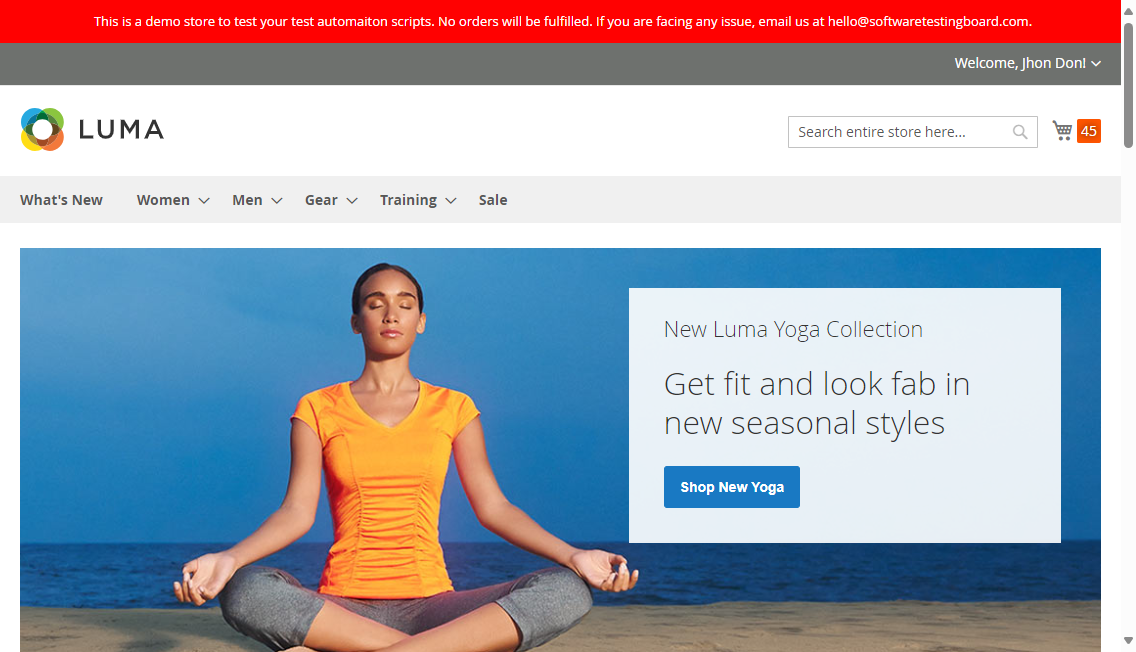 This is a demo store to test your test automaiton scripts. No orders will be fulfilled. If you are facing any issue, email us at hello@softwaretestingboard.com.
Welcome, Jhon Don!
LUMA
Search entire store here...
45
What's New Women Men Gear Training Sale
New Luma Yoga Collection
Get fit and look fab in
new seasonal styles
Shop New Yoga